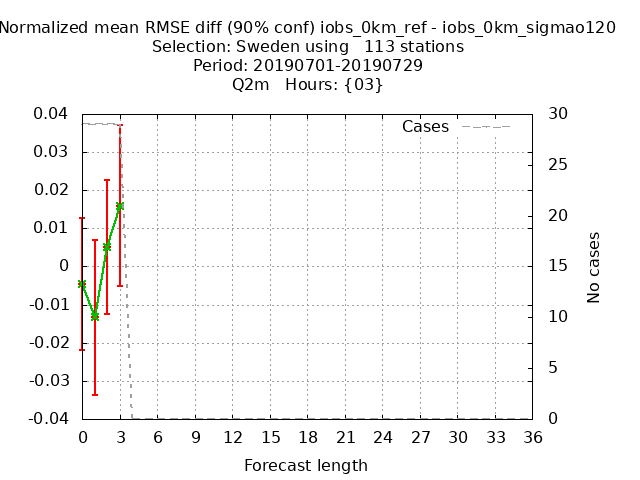 Normalized mean RMSE diff (90% conf) iobs_0km_ref - iobs_0km_sigmao120
Selection: Sweden using   113 stations
Period: 20190701-20190729
Q2m   Hours: {03}
Cases
0.04
0.03
0.02
0.01
0
-0.01
-0.02
-0.03
-0.04
30
25
20
15
10
5
0
No cases
0 3 6 9 12 15 18 21 24 27 30 33 36
Forecast length